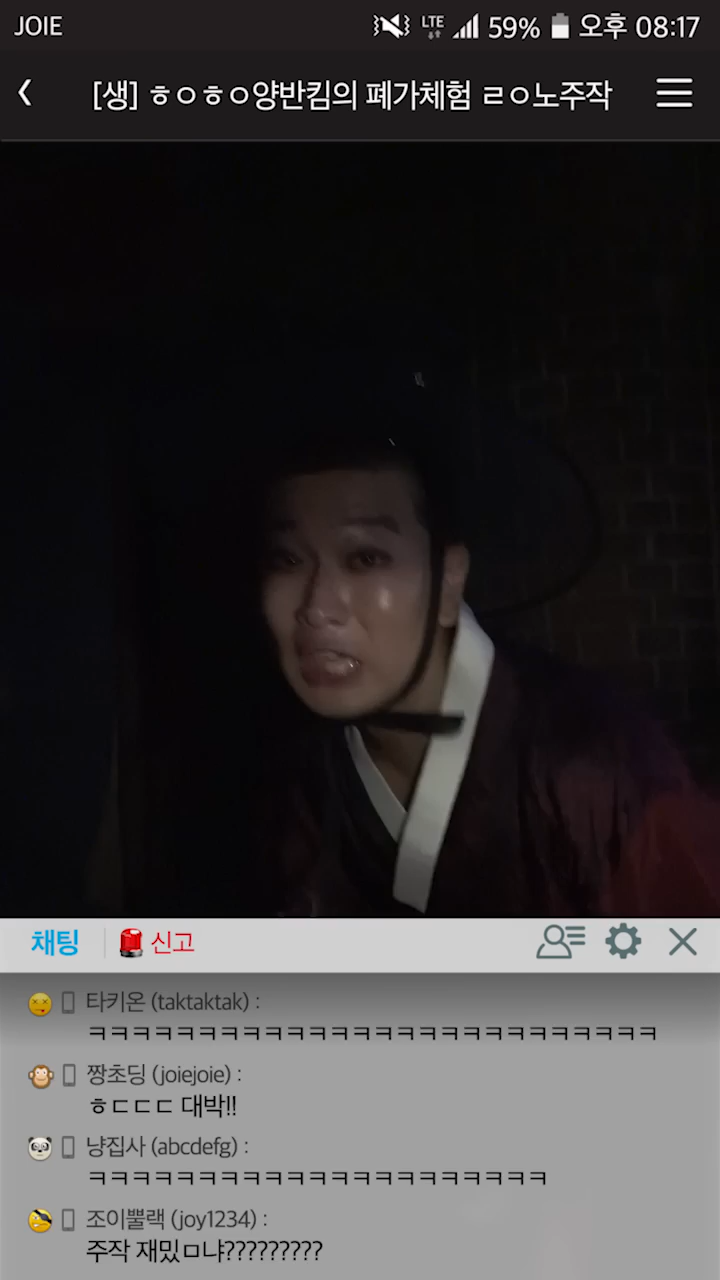 JOIE LTE 59% 오후 08:17
[생] ㅎㅇㅎㅇ양반킴의 폐가체험 ㄹㅇ노주작
채팅 신고
타키온 (taktaktak) :
ㅋㅋㅋㅋㅋㅋㅋㅋㅋㅋㅋㅋㅋㅋㅋㅋㅋㅋㅋㅋㅋㅋㅋㅋㅋㅋ
짱초딩 (joiejoie) :
ㅎㄷㄷㄷ 대박!!
냥집사 (abcdefg) :
ㅋㅋㅋㅋㅋㅋㅋㅋㅋㅋㅋㅋㅋㅋㅋㅋㅋㅋㅋㅋㅋ
조이뿔랙 (joy1234) :
주작 재밌ㅁ냐?????????